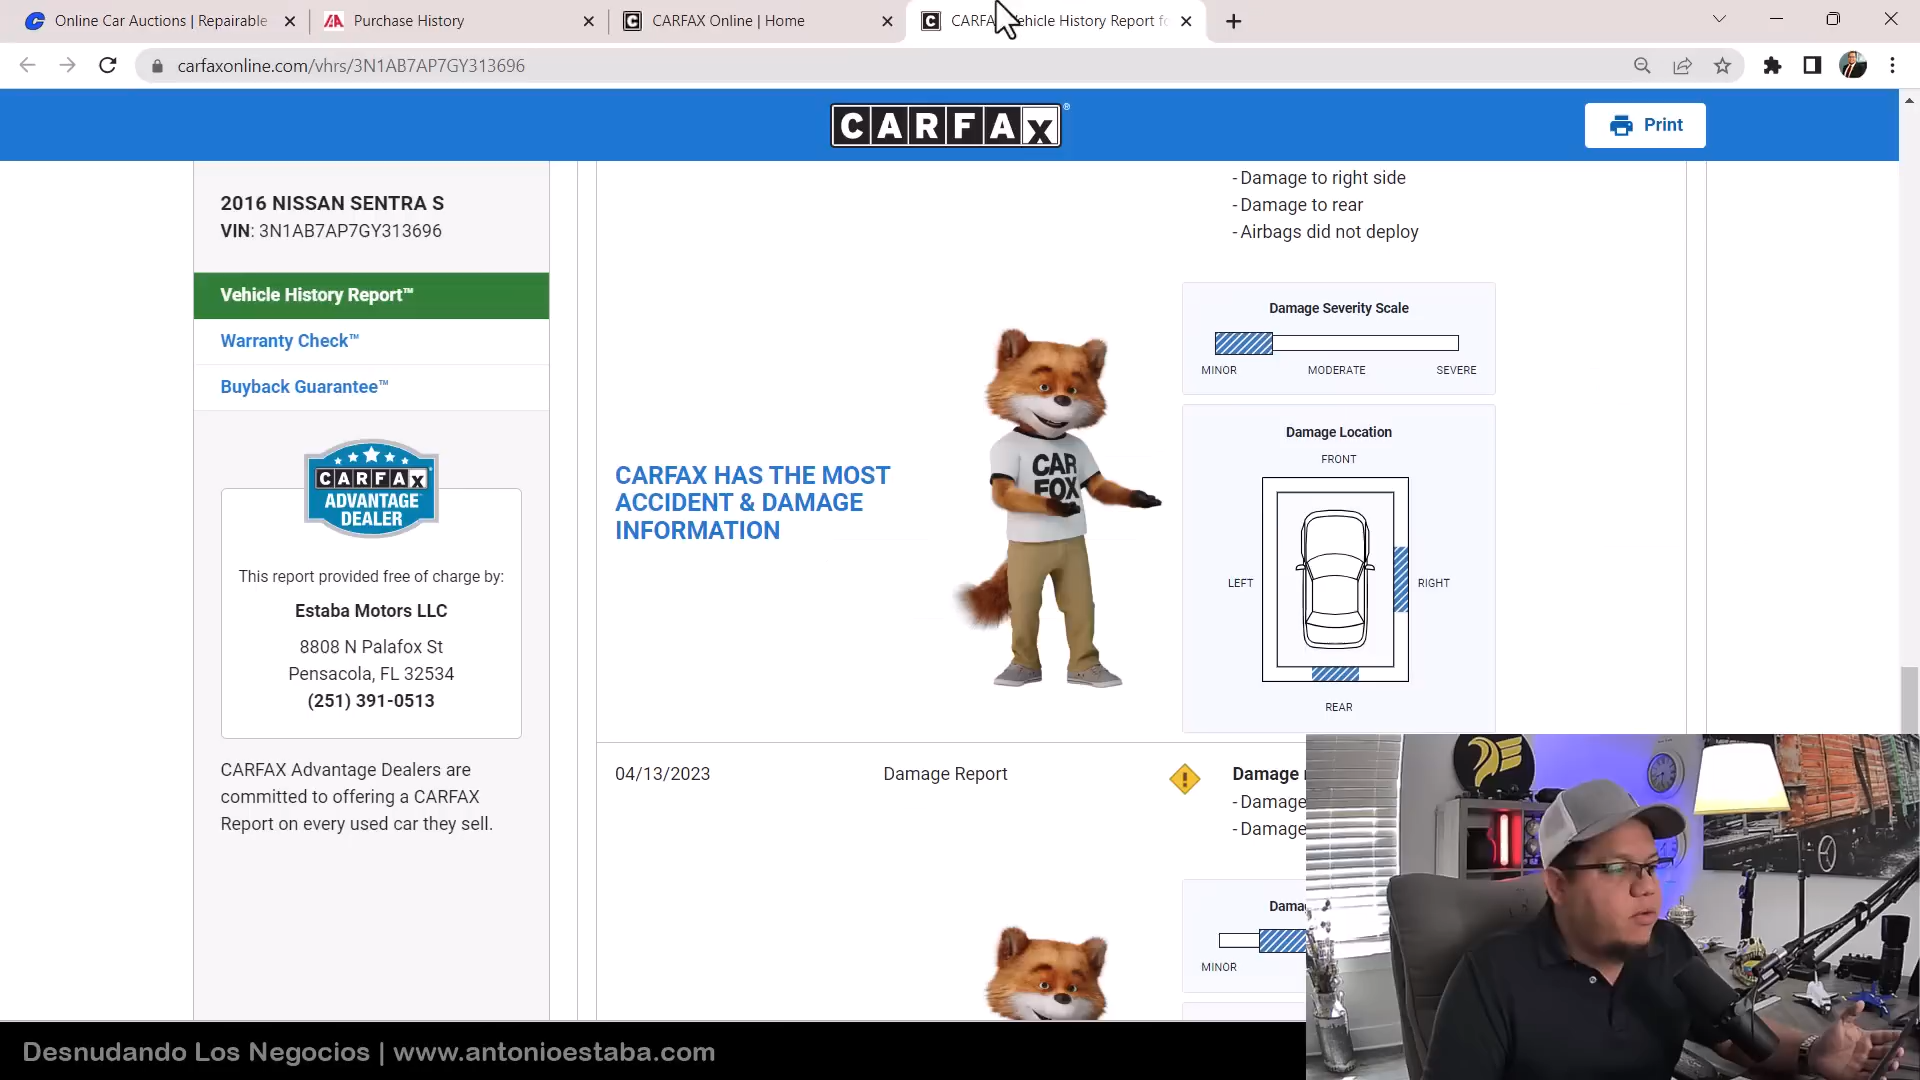 Online Car Auctions | Repairable
Purchase History
CARFAX Online | Home
CARFA Vehicle History Report fo
carfaxonline.com/vhrs/3N1AB7AP7GY313696
CARFAX®
Print
2016 NISSAN SENTRA S
VIN: 3N1AB7AP7GY313696
Vehicle History Report™
Warranty Check™
Buyback Guarantee™
CARFAX
ADVANTAGE
DEALER
This report provided free of charge by:
Estaba Motors LLC
8808 N Palafox St
Pensacola, FL 32534
(251) 391-0513
CARFAX Advantage Dealers are
committed to offering a CARFAX
Report on every used car they sell.
- Damage to right side
- Damage to rear
- Airbags did not deploy
CARFAX HAS THE MOST
ACCIDENT & DAMAGE
INFORMATION
CAR
FOX
Damage Severity Scale
MINOR MODERATE SEVERE
Damage Location
FRONT
LEFT RIGHT
REAR
04/13/2023 Damage Report Damage
- Damage
- Damage
MINOR
Desnudando Los Negocios | www.antonioestaba.com